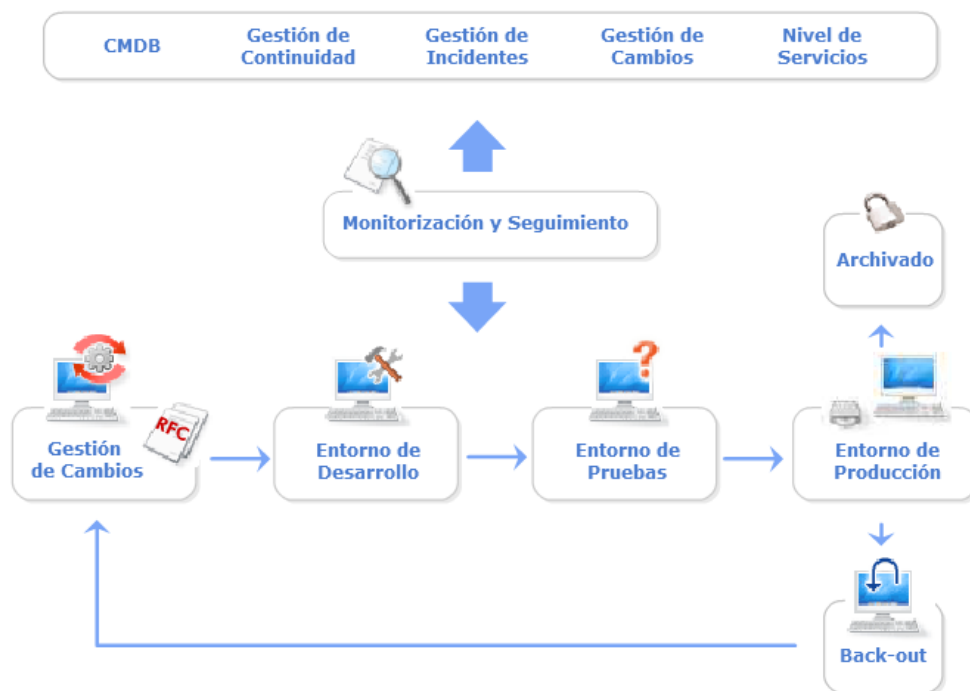 CMDB
Gestión de
Continuidad
Gestión de
Incidentes
Gestión de
Cambios
Nivel de
Servicios
Monitorización y Seguimiento
Archivado
RFC
Gestión
de Cambios
Entorno de
Desarrollo
Entorno de
Pruebas
Entorno de
Producción
Back-out